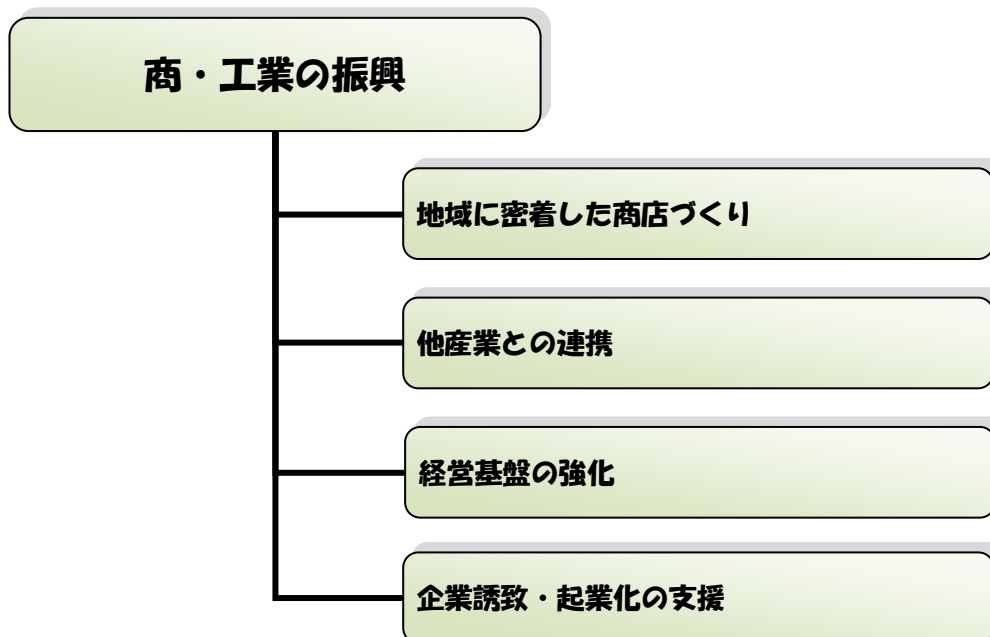 商・工業の振興
地域に密着した商店づくり
他産業との連携
経営基盤の強化
企業誘致・起業化の支援